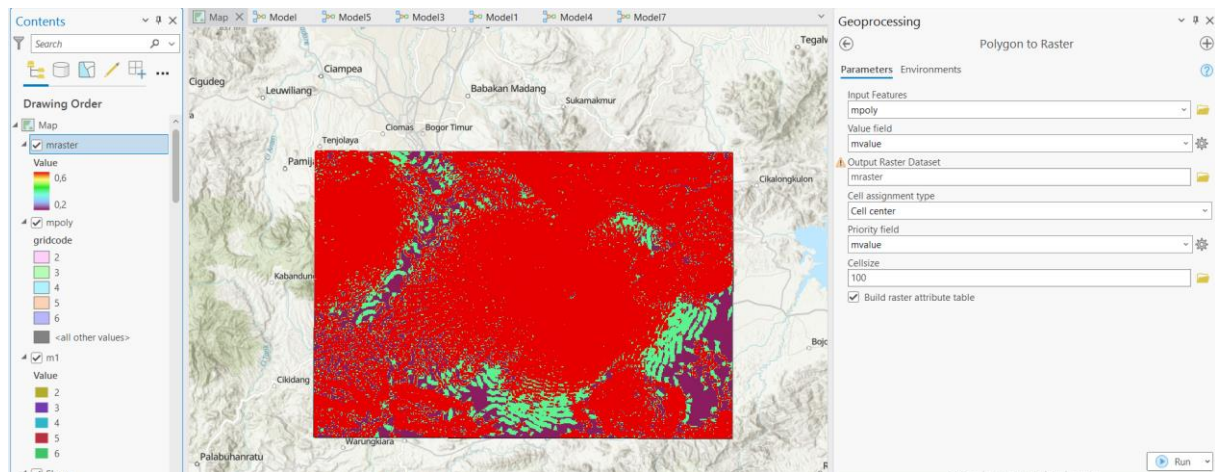 Contents
Search
Drawing Order
Map
mraster
Value
0,6
0,2
mpoly
gridcode
2
3
4
5
6
<all other values>
m1
Value
2
3
4
5
6
Map
Model
Model5
Model3
Model1
Model4
Model7
Cigudeg
Ciampea
Leuwiliang
Babakan Madang
Sukamakmur
Ciomas
Bogor Timur
Tenjolaya
Cikalongkulon
Cikidang
Warungkiara
Palabuhanratu
Geoprocessing
Polygon to Raster
Parameters Environments
Input Features
mpoly
Value field
mvalue
Output Raster Dataset
mraster
Cell assignment type
Cell center
Priority field
mvalue
Cellsize
100
Build raster attribute table
Run